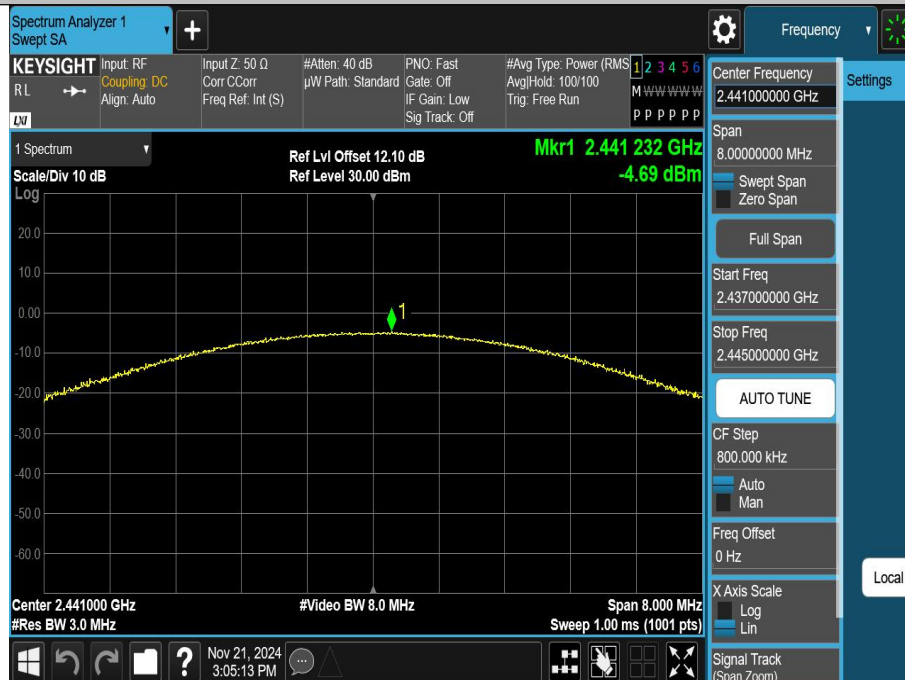 Spectrum Analyzer 1
Swept SA
+
Frequency
KEYSIGHT
RL
LXI
Input: RF
Coupling: DC
Align: Auto
Input Z: 50 Ω
Corr CCorr
Freq Ref: Int (S)
#Atten: 40 dB
µW Path: Standard
PNO: Fast
Gate: Off
IF Gain: Low
Sig Track: Off
#Avg Type: Power (RMS
Avg|Hold: 100/100
Trig: Free Run
1 2 3 4 5 6
M W W W W W
P P P P P P
1 Spectrum
Scale/Div 10 dB
Log
Ref Lvl Offset 12.10 dB
Ref Level 30.00 dBm
Mkr1 2.441 232 GHz
-4.69 dBm
20.0
10.0
0.00
-10.0
-20.0
-30.0
-40.0
-50.0
-60.0
1
Center 2.441000 GHz
#Res BW 3.0 MHz
#Video BW 8.0 MHz
Span 8.000 MHz
Sweep 1.00 ms (1001 pts)
Nov 21, 2024
3:05:13 PM
?
Center Frequency
2.441000000 GHz
Span
8.00000000 MHz
Swept Span
Zero Span
Full Span
Start Freq
2.437000000 GHz
Stop Freq
2.445000000 GHz
AUTO TUNE
CF Step
800.000 kHz
Auto
Man
Freq Offset
0 Hz
X Axis Scale
Log
Lin
Signal Track
(Span Zoom)
Settings
Local